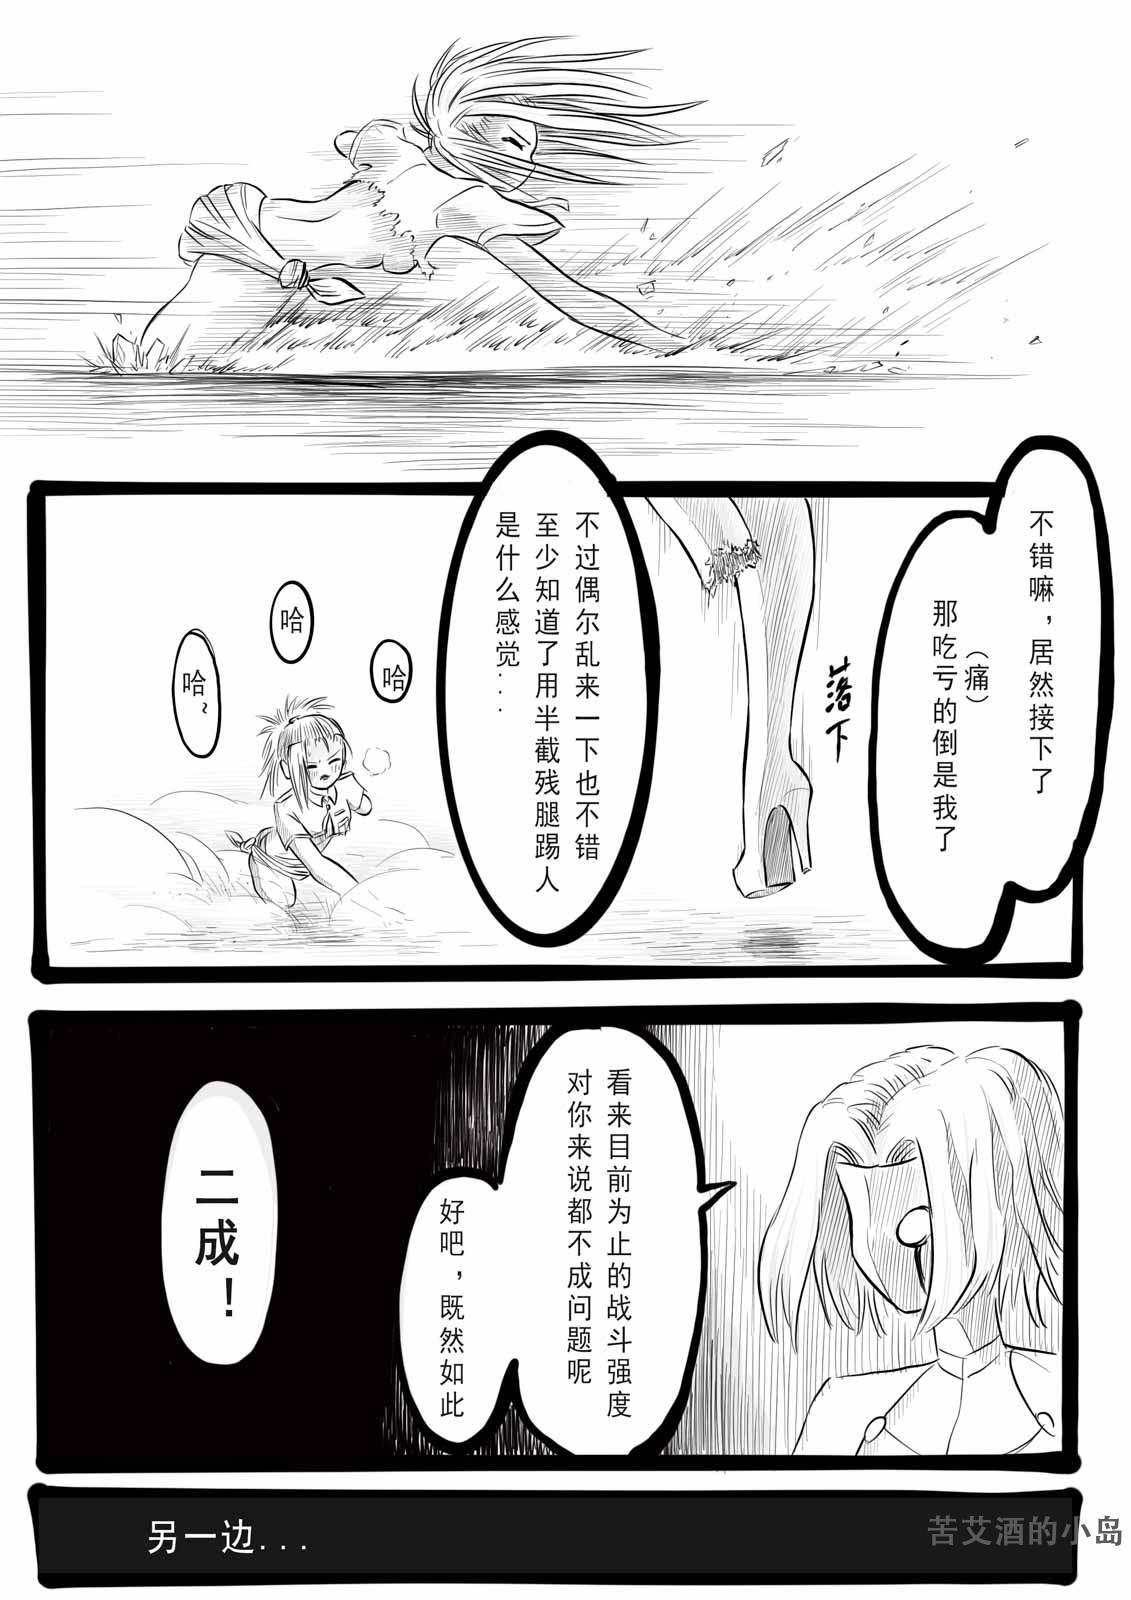 不错嘛，居然接下了
（痛）
那吃亏的倒是我了
落下
不过偶尔乱来一下也不错
至少知道了用半截残腿踢人
是什么感觉...
哈
哈
哈~
看来目前为止的战斗强度
对你来说都不成问题呢
好吧，既然如此
二成！
另一边...
苦艾酒的小岛